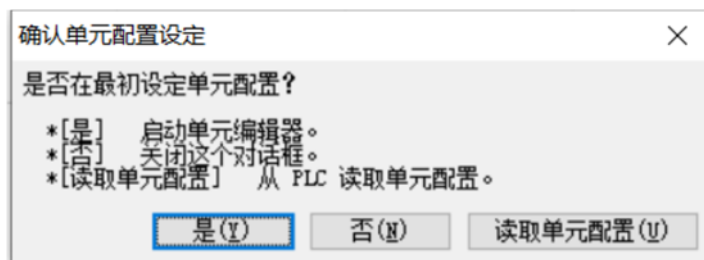 确认单元配置设定
是否在最初设定单元配置?
*[是] 启动单元编辑器。
*[否] 关闭这个对话框。
*[读取单元配置] 从 PLC 读取单元配置。
是(Y) 否(N) 读取单元配置(U)